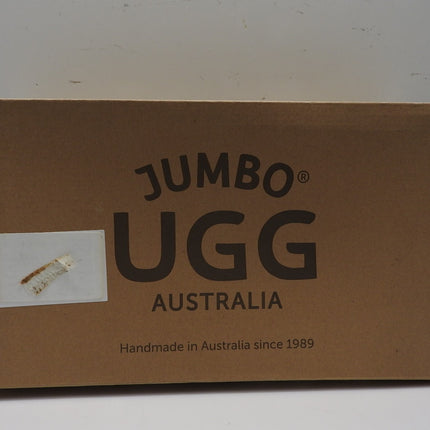 JUMBO®
UGG
AUSTRALIA
Handmade in Australia since 1989